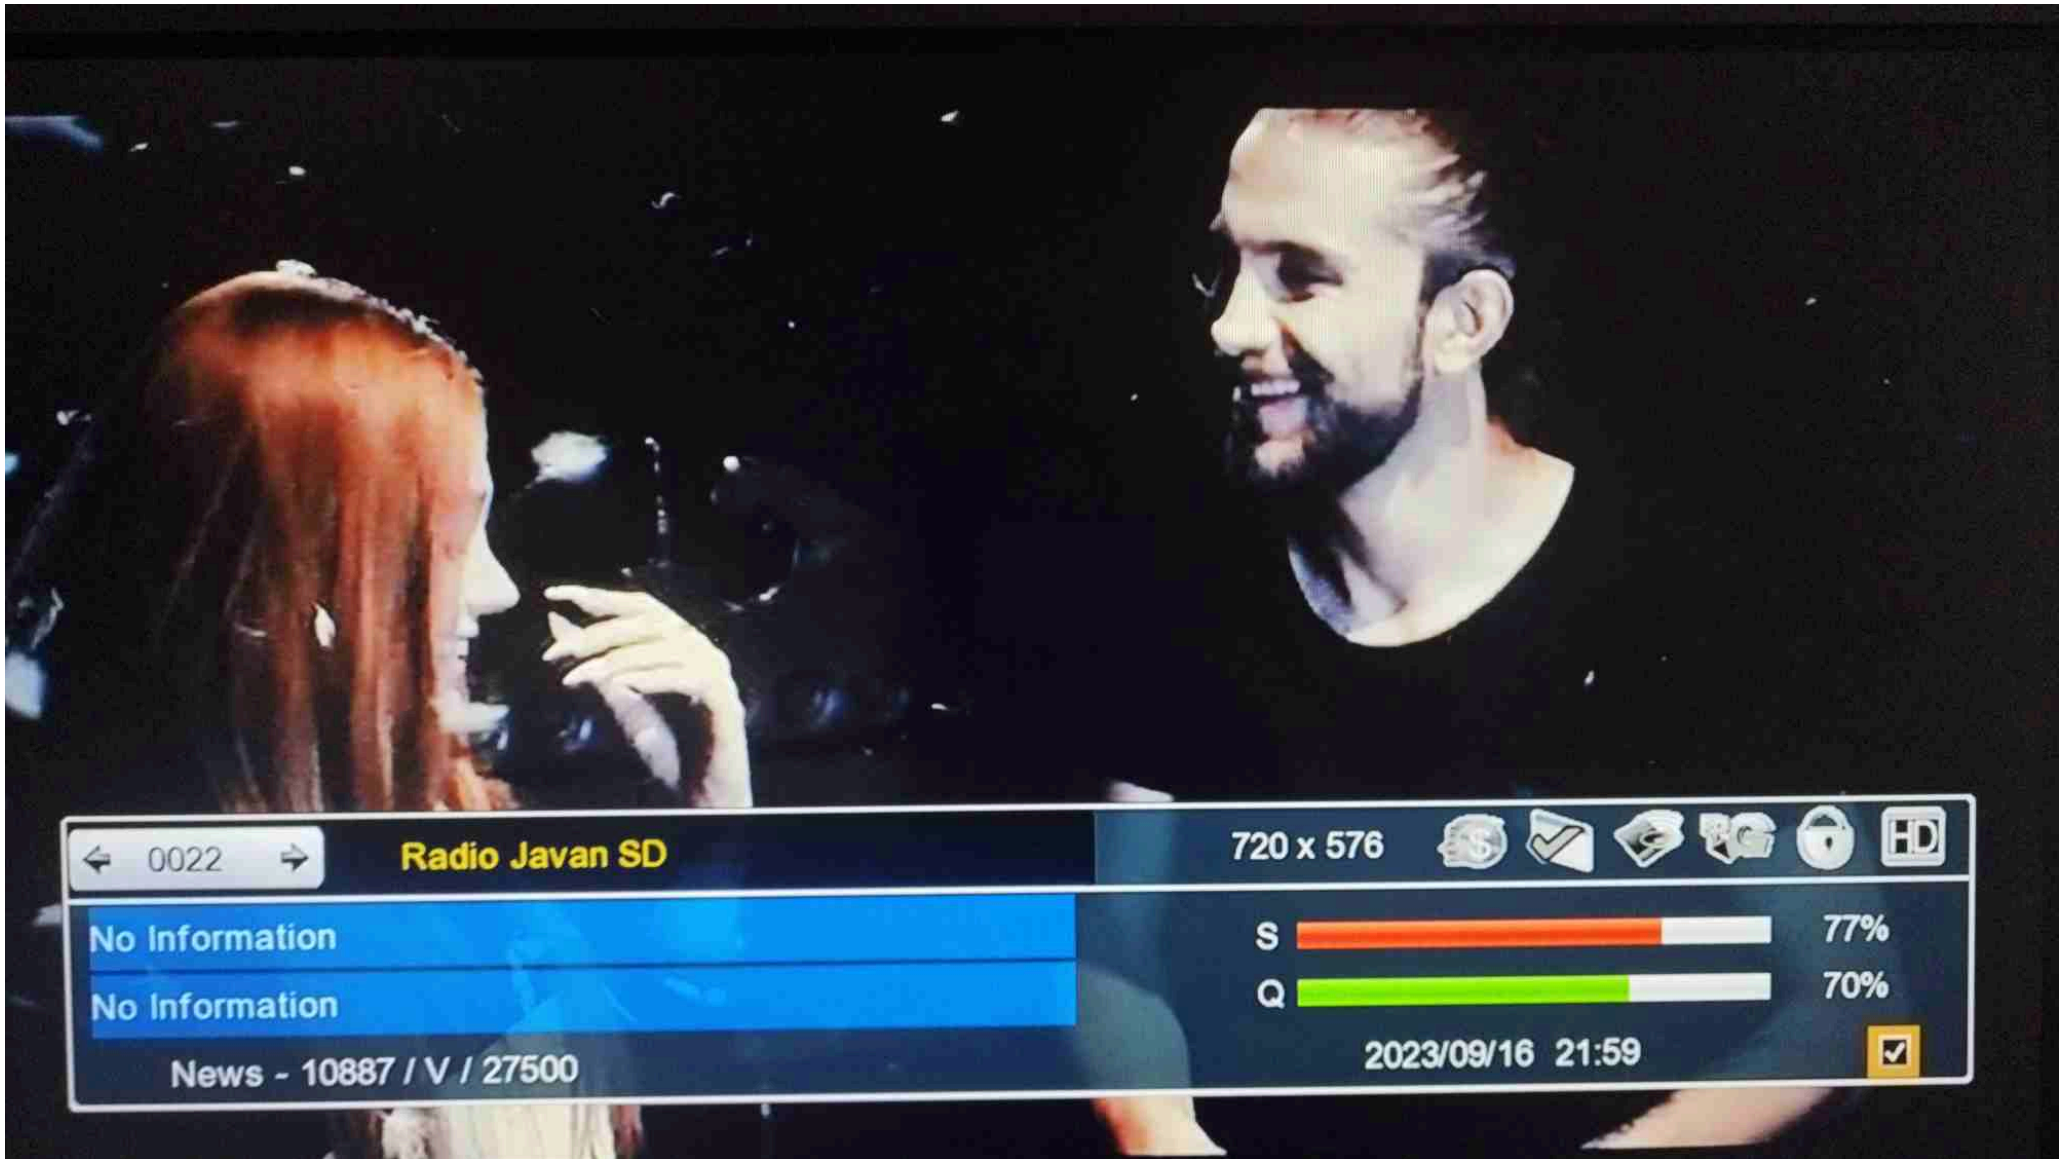 0022
Radio Javan SD
720 x 576
HD
No Information
No Information
S 77%
Q 70%
News - 10887 / V / 27500
2023/09/16 21:59